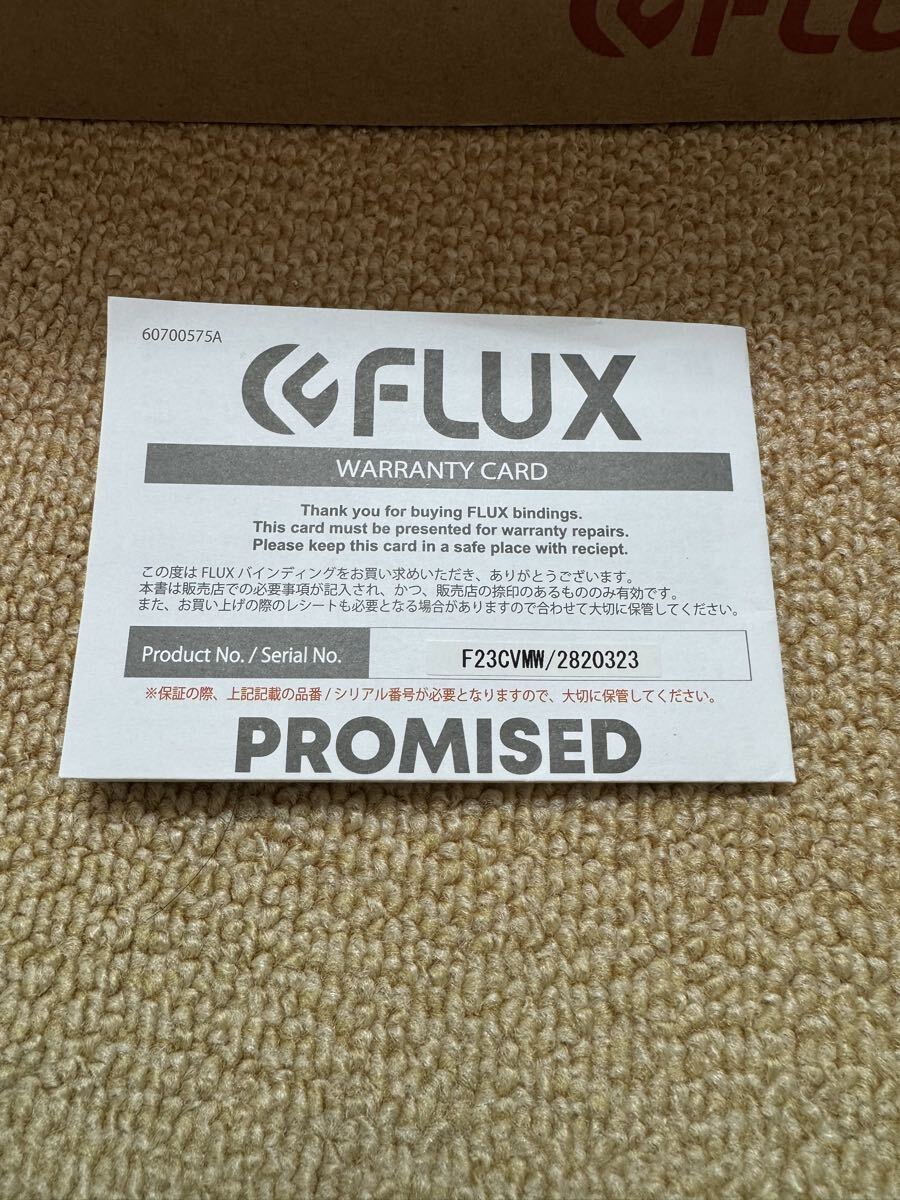 FLUX
60700575A
FLUX
WARRANTY CARD
Thank you for buying FLUX bindings.
This card must be presented for warranty repairs.
Please keep this card in a safe place with reciept.
この度は FLUX バインディングをお買い求めいただき、ありがとうございます。
本書は販売店での必要事項が記入され、かつ、販売店の捺印のあるもののみ有効です。
また、お買い上げの際のレシートも必要となる場合がありますので合わせて大切に保管してください。
Product No. / Serial No.
F23CVMW/2820323
※保証の際、上記記載の品番 / シリアル番号が必要となりますので、大切に保管してください。
PROMISED